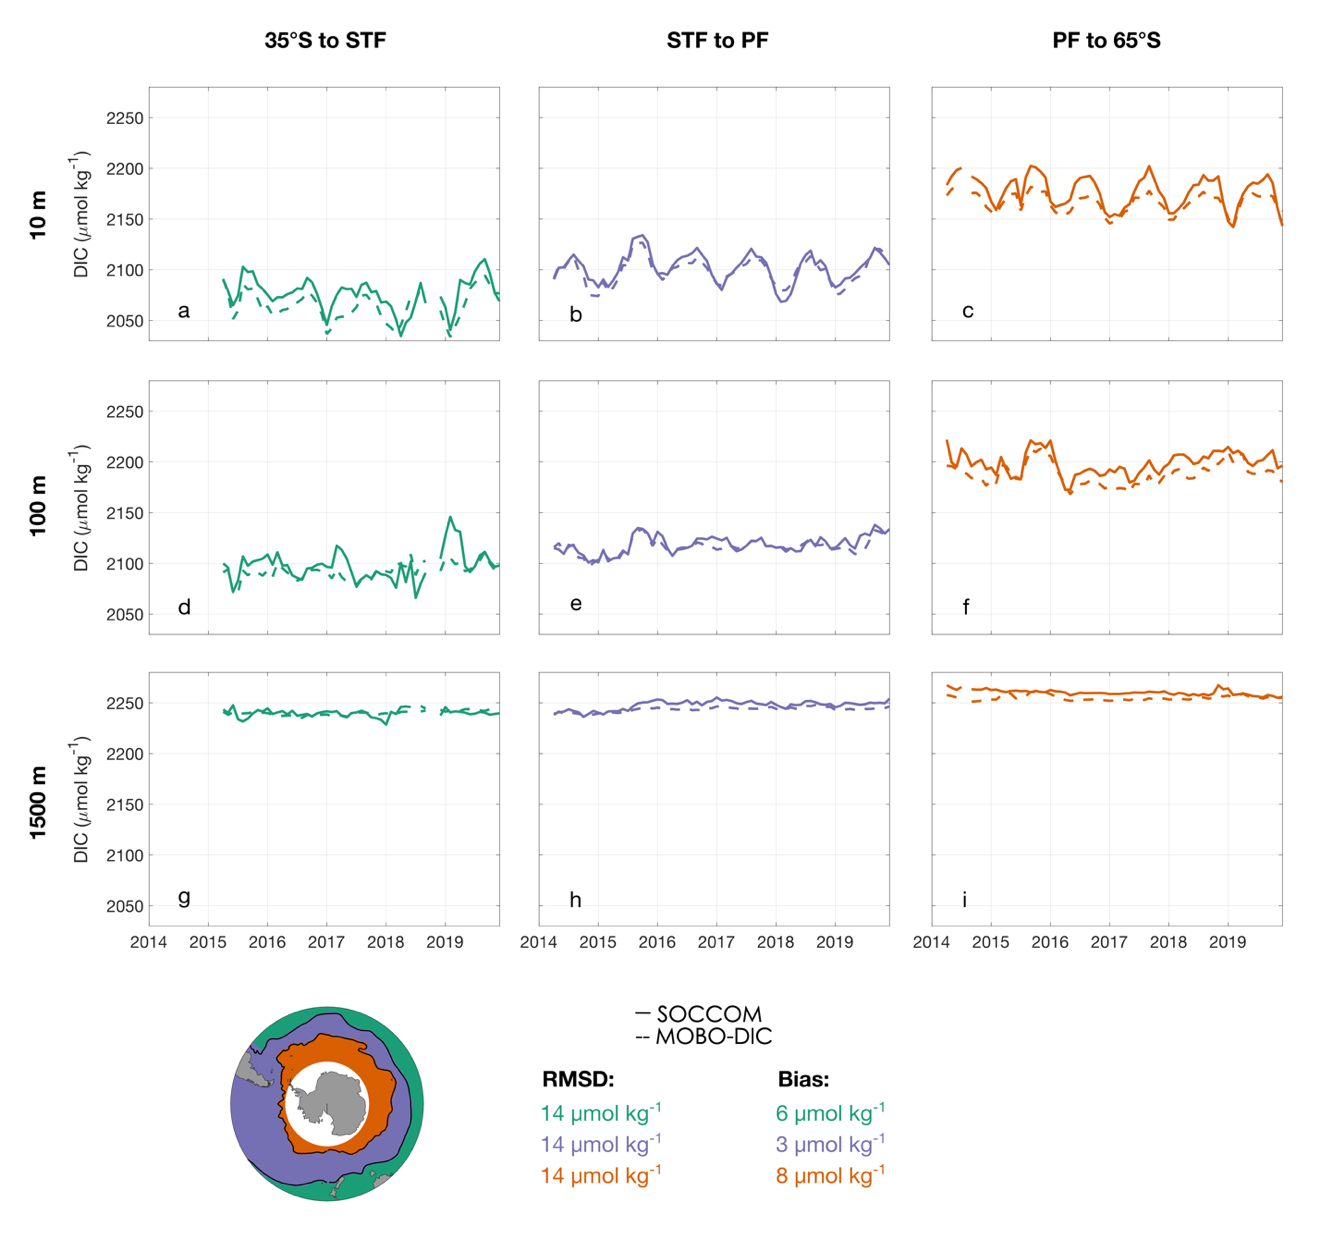 35°S to STF
STF to PF
PF to 65°S
10 m
DIC (μmol kg⁻¹)
2250
2200
2150
2100
2050
a
b
c
100 m
DIC (μmol kg⁻¹)
2250
2200
2150
2100
2050
d
e
f
1500 m
DIC (μmol kg⁻¹)
2250
2200
2150
2100
2050
g
h
i
2014 2015 2016 2017 2018 2019
2014 2015 2016 2017 2018 2019
2014 2015 2016 2017 2018 2019
— SOCCOM
-- MOBO-DIC
RMSD:
Bias:
14 μmol kg⁻¹
6 μmol kg⁻¹
14 μmol kg⁻¹
3 μmol kg⁻¹
14 μmol kg⁻¹
8 μmol kg⁻¹